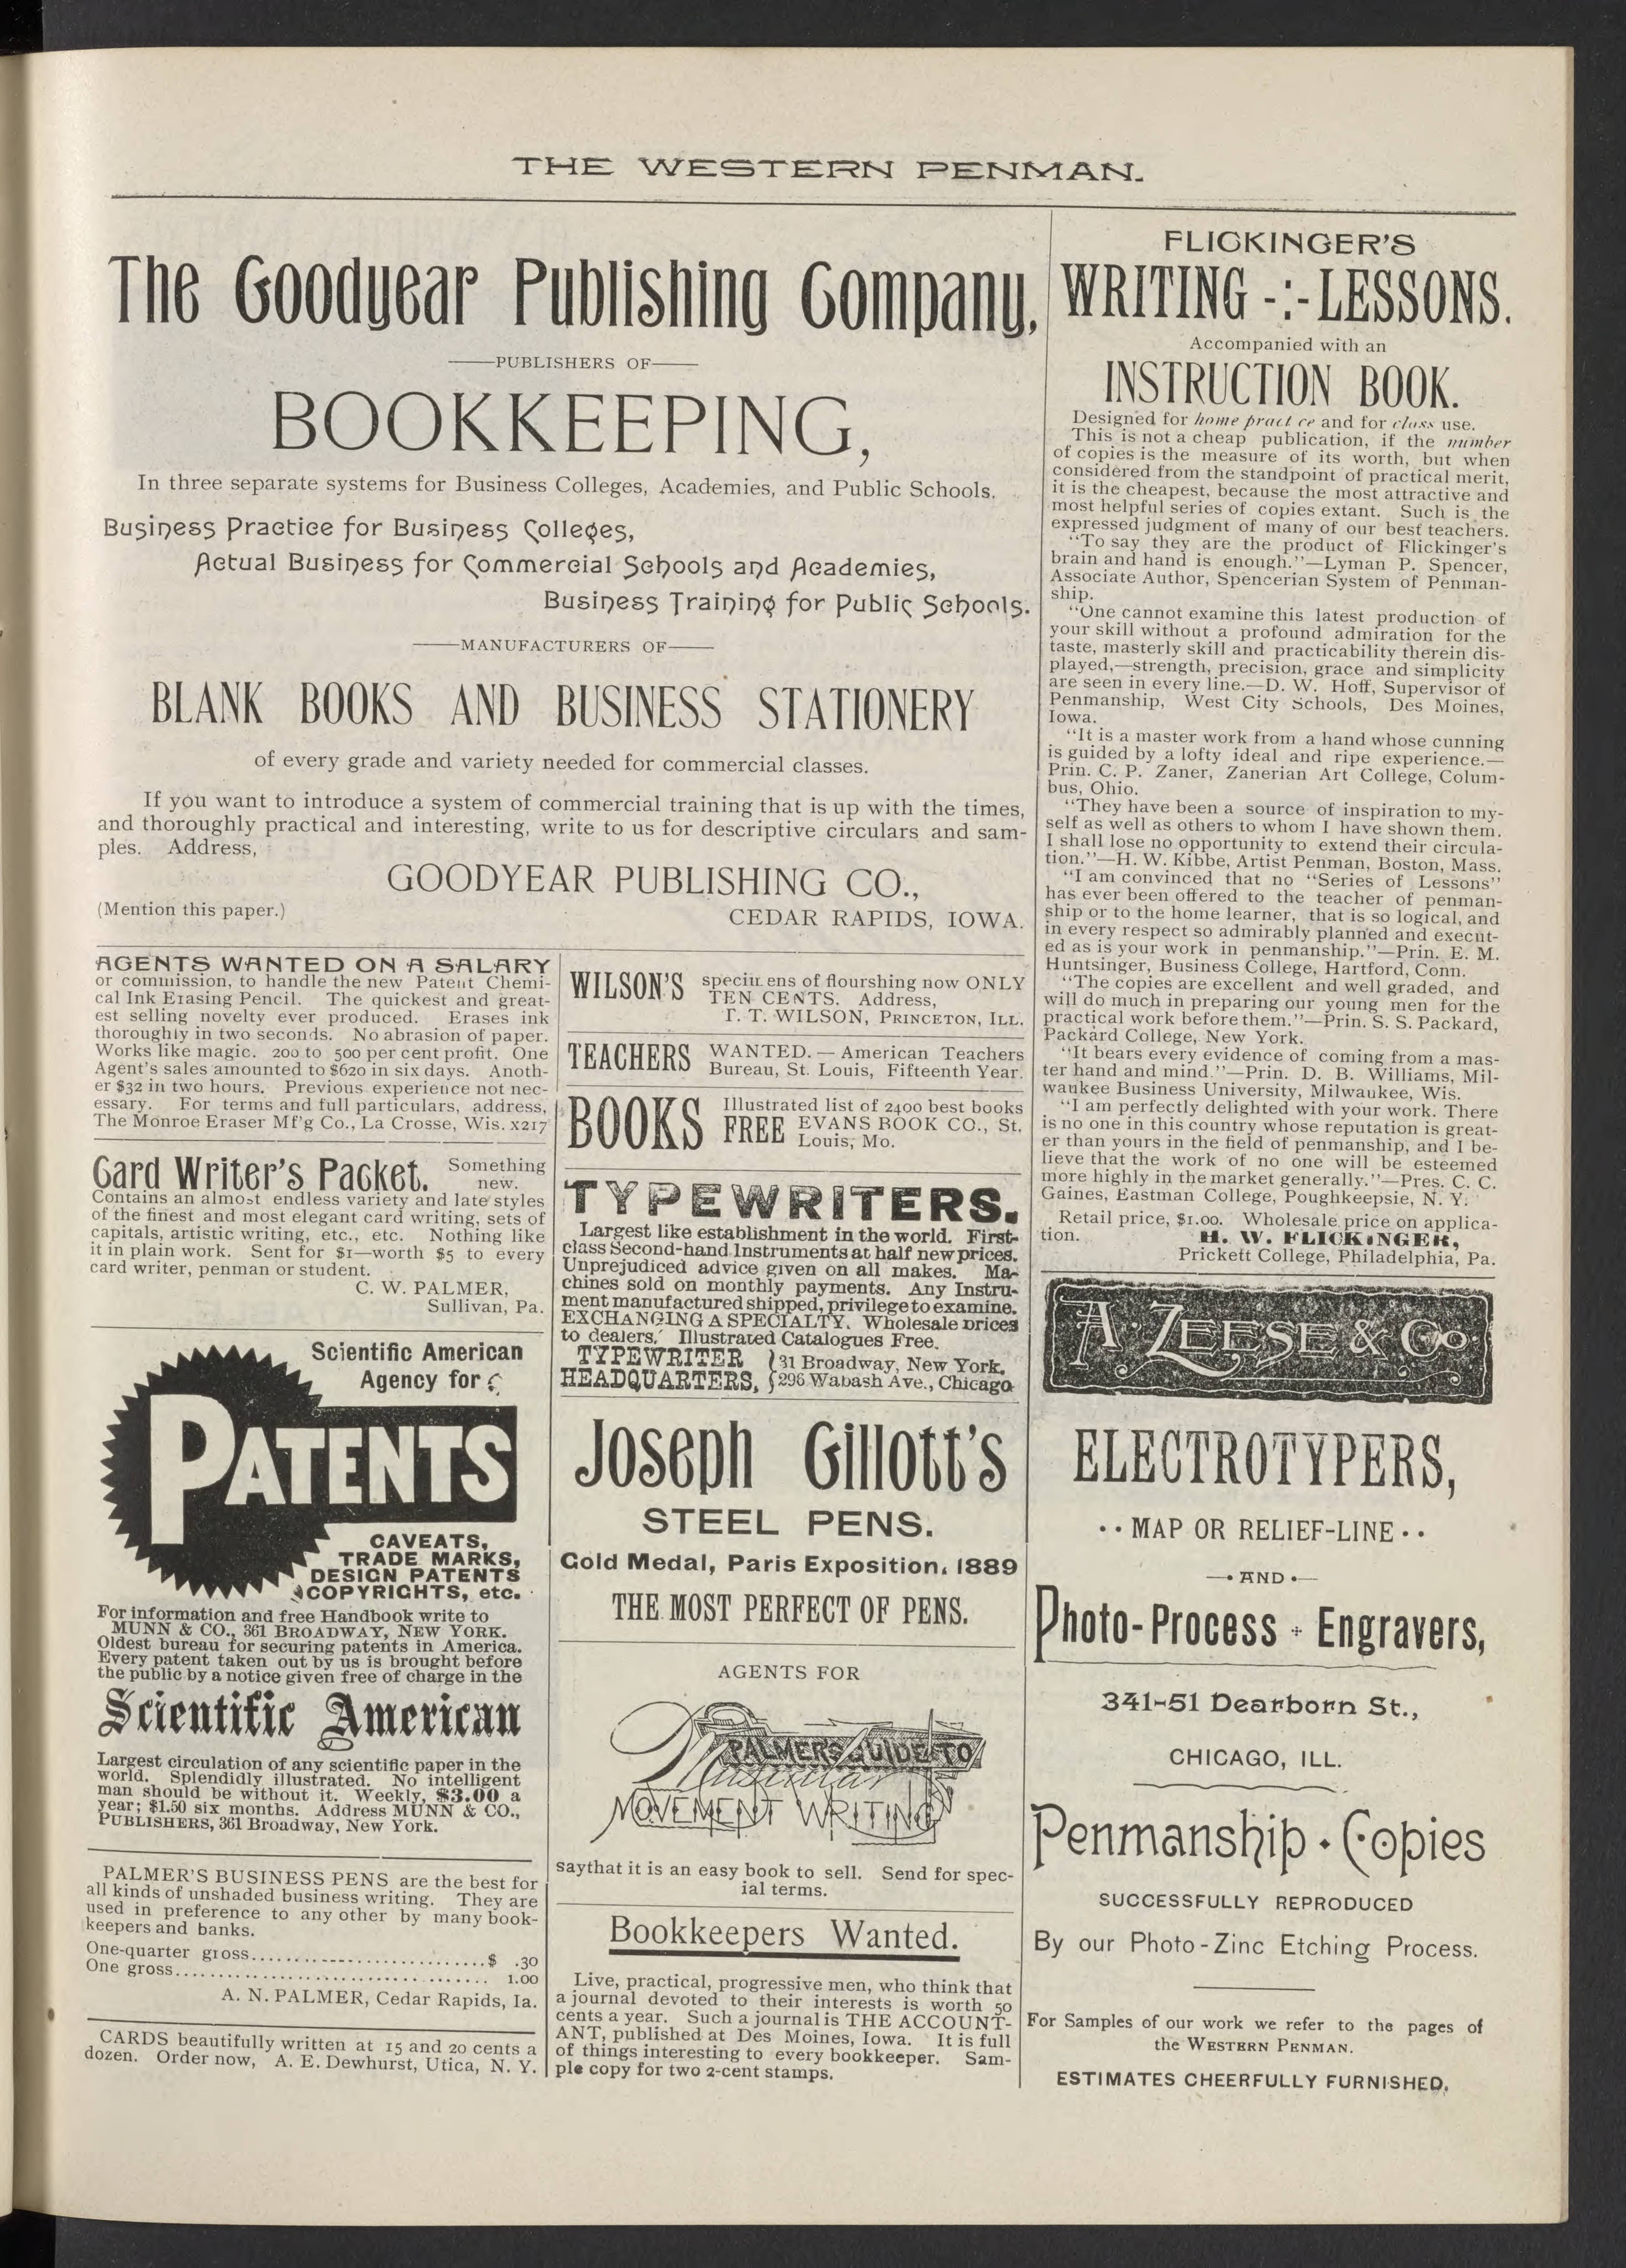 THE WESTERN PENMAN.
The Goodyear Publishing Company,
——PUBLISHERS OF——
BOOKKEEPING,
In three separate systems for Business Colleges, Academies, and Public Schools.
Business Practice for Business Colleges,
Actual Business for Commercial Schools and Academies,
Business Training for Public Schools.
——MANUFACTURERS OF——
BLANK BOOKS AND BUSINESS STATIONERY
of every grade and variety needed for commercial classes.
If you want to introduce a system of commercial training that is up with the times,
and thoroughly practical and interesting, write to us for descriptive circulars and sam-
ples. Address,
GOODYEAR PUBLISHING CO.,
(Mention this paper.)
CEDAR RAPIDS, IOWA.
AGENTS WANTED ON A SALARY
or commission, to handle the new Patent Chemi-
cal Ink Erasing Pencil. The quickest and great-
est selling novelty ever produced. Erases ink
thoroughly in two seconds. No abrasion of paper.
Works like magic. 200 to 500 per cent profit. One
Agent's sales amounted to $620 in six days. Anoth-
er $32 in two hours. Previous experience not nec-
essary. For terms and full particulars, address,
The Monroe Eraser Mf'g Co., La Crosse, Wis. x217
Card Writer's Packet. Something
new.
Contains an almost endless variety and late styles
of the finest and most elegant card writing, sets of
capitals, artistic writing, etc., etc. Nothing like
it in plain work. Sent for $1—worth $5 to every
card writer, penman or student.
C. W. PALMER,
Sullivan, Pa.
Scientific American
Agency for
PATENTS
CAVEATS,
TRADE MARKS,
DESIGN PATENTS
COPYRIGHTS, etc.
For information and free Handbook write to
MUNN & CO., 361 BROADWAY, NEW YORK.
Oldest bureau for securing patents in America.
Every patent taken out by us is brought before
the public by a notice given free of charge in the
Scientific American
Largest circulation of any scientific paper in the
world. Splendidly illustrated. No intelligent
man should be without it. Weekly, $3.00 a
year; $1.50 six months. Address MUNN & CO.,
PUBLISHERS, 361 Broadway, New York.
PALMER'S BUSINESS PENS are the best for
all kinds of unshaded business writing. They are
used in preference to any other by many book-
keepers and banks.
One-quarter gross..............................$ .30
One gross.................................... 1.00
A. N. PALMER, Cedar Rapids, Ia.
CARDS beautifully written at 15 and 20 cents a
dozen. Order now, A. E. Dewhurst, Utica, N. Y.
WILSON'S specimens of flourshing now ONLY
TEN CENTS. Address,
T. T. WILSON, PRINCETON, ILL.
TEACHERS WANTED. — American Teachers
Bureau, St. Louis, Fifteenth Year.
BOOKS Illustrated list of 2400 best books
FREE EVANS BOOK CO., St.
Louis, Mo.
TYPEWRITERS.
Largest like establishment in the world. First-
class Second-hand Instruments at half new prices.
Unprejudiced advice given on all makes. Ma-
chines sold on monthly payments. Any Instru-
ment manufactured shipped, privilege to examine.
EXCHANGING A SPECIALTY. Wholesale prices
to dealers. Illustrated Catalogues Free.
TYPEWRITER } 31 Broadway, New York.
HEADQUARTERS, } 296 Wabash Ave., Chicago
Joseph Gillott's
STEEL PENS.
Gold Medal, Paris Exposition, 1889
THE MOST PERFECT OF PENS.
AGENTS FOR
PALMER'S GUIDE TO
Muscular
MOVEMENT WRITING
say that it is an easy book to sell. Send for spec-
ial terms.
Bookkeepers Wanted.
Live, practical, progressive men, who think that
a journal devoted to their interests is worth 50
cents a year. Such a journal is THE ACCOUNT-
ANT, published at Des Moines, Iowa. It is full
of things interesting to every bookkeeper. Sam-
ple copy for two 2-cent stamps.
FLICKINGER'S
WRITING -:- LESSONS.
Accompanied with an
INSTRUCTION BOOK.
Designed for home pract ce and for class use.
This is not a cheap publication, if the number
of copies is the measure of its worth, but when
considered from the standpoint of practical merit,
it is the cheapest, because the most attractive and
most helpful series of copies extant. Such is the
expressed judgment of many of our best teachers.
"To say they are the product of Flickinger's
brain and hand is enough."—Lyman P. Spencer,
Associate Author, Spencerian System of Penman-
ship.
"One cannot examine this latest production of
your skill without a profound admiration for the
taste, masterly skill and practicability therein dis-
played,—strength, precision, grace and simplicity
are seen in every line.—D. W. Hoff, Supervisor of
Penmanship, West City Schools, Des Moines,
Iowa.
"It is a master work from a hand whose cunning
is guided by a lofty ideal and ripe experience.—
Prin. C. P. Zaner, Zanerian Art College, Colum-
bus, Ohio.
"They have been a source of inspiration to my-
self as well as others to whom I have shown them.
I shall lose no opportunity to extend their circula-
tion."—H. W. Kibbe, Artist Penman, Boston, Mass.
"I am convinced that no "Series of Lessons"
has ever been offered to the teacher of penman-
ship or to the home learner, that is so logical, and
in every respect so admirably planned and execut-
ed as is your work in penmanship."—Prin. E. M.
Huntsinger, Business College, Hartford, Conn.
"The copies are excellent and well graded, and
will do much in preparing our young men for the
practical work before them."—Prin. S. S. Packard,
Packard College, New York.
"It bears every evidence of coming from a mas-
ter hand and mind."—Prin. D. B. Williams, Mil-
waukee Business University, Milwaukee, Wis.
"I am perfectly delighted with your work. There
is no one in this country whose reputation is great-
er than yours in the field of penmanship, and I be-
lieve that the work of no one will be esteemed
more highly in the market generally."—Pres. C. C.
Gaines, Eastman College, Poughkeepsie, N. Y.
Retail price, $1.00. Wholesale price on applica-
tion. H. W. FLICKINGER,
Prickett College, Philadelphia, Pa.
A. ZEESE & CO
ELECTROTYPERS,
·· MAP OR RELIEF-LINE ··
—• AND •—
Photo-Process + Engravers,
341-51 Dearborn St.,
CHICAGO, ILL.
Penmanship · Copies
SUCCESSFULLY REPRODUCED
By our Photo-Zinc Etching Process.
For Samples of our work we refer to the pages of
the WESTERN PENMAN.
ESTIMATES CHEERFULLY FURNISHED.